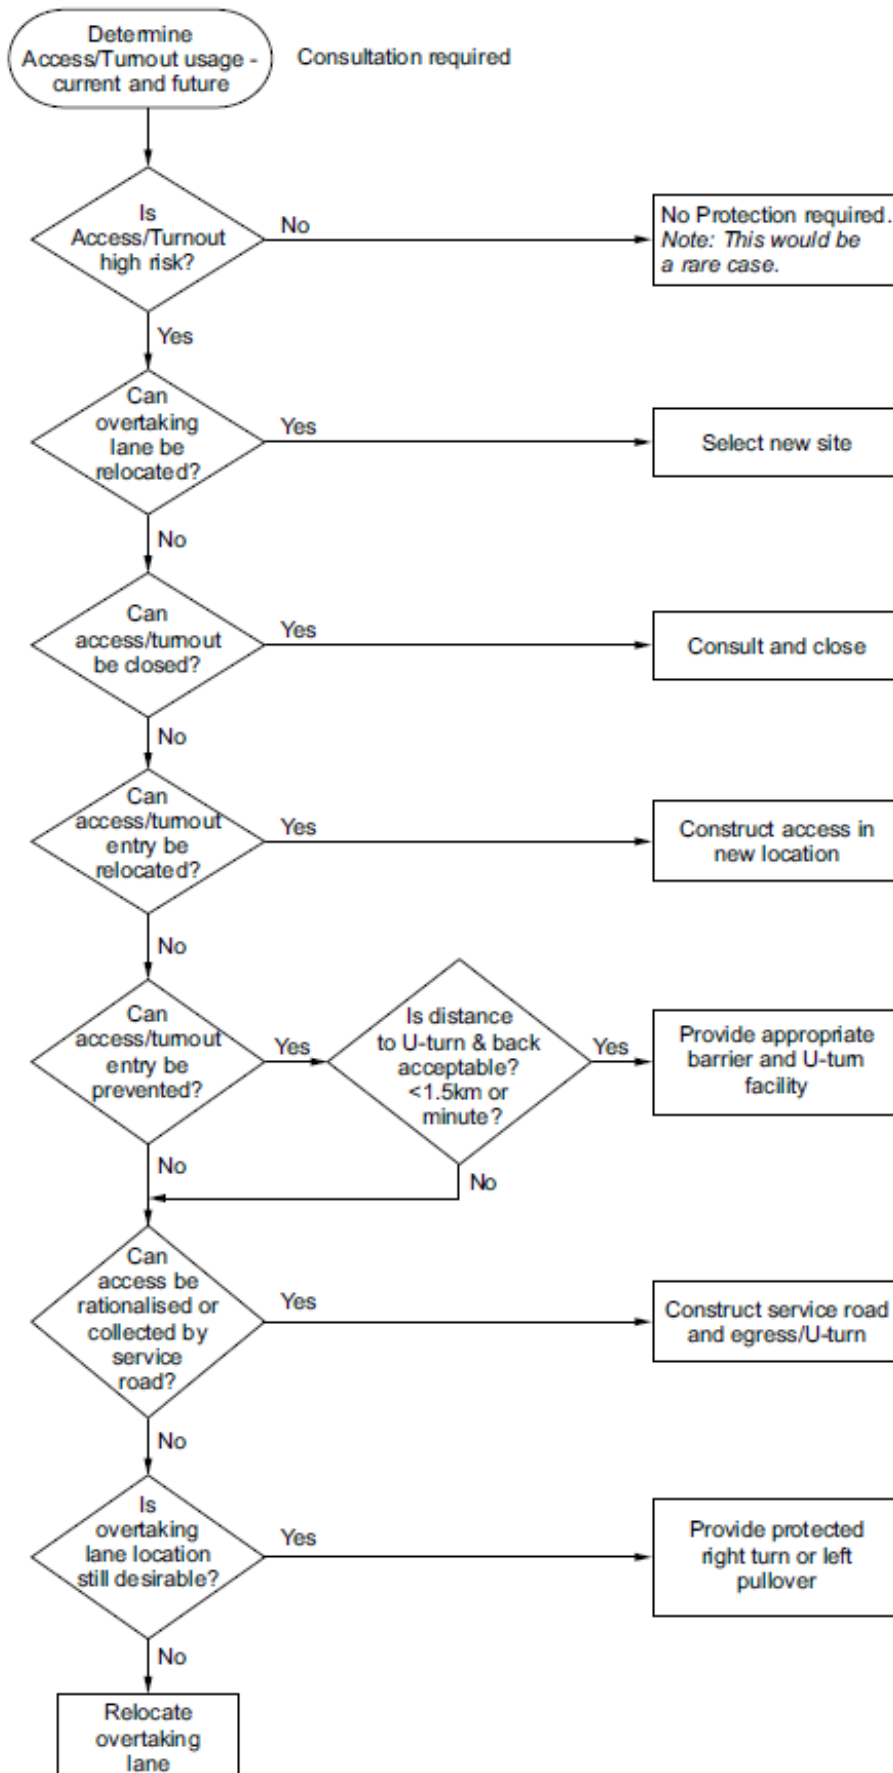 Determine
Access/Turnout usage -
current and future
Consultation required
Is
Access/Turnout
high risk?
No
No Protection required.
Note: This would be
a rare case.
Yes
Can
overtaking
lane be
relocated?
Yes
Select new site
No
Can
access/turnout
be closed?
Yes
Consult and close
No
Can
access/turnout
entry be
relocated?
Yes
Construct access in
new location
No
Can
access/turnout
entry be
prevented?
Yes
Is distance
to U-turn & back
acceptable?
<1.5km or
minute?
Yes
Provide appropriate
barrier and U-turn
facility
No
No
Can
access be
rationalised or
collected by
service
road?
Yes
Construct service road
and egress/U-turn
No
Is
overtaking
lane location
still desirable?
Yes
Provide protected
right turn or left
pullover
No
Relocate
overtaking
lane